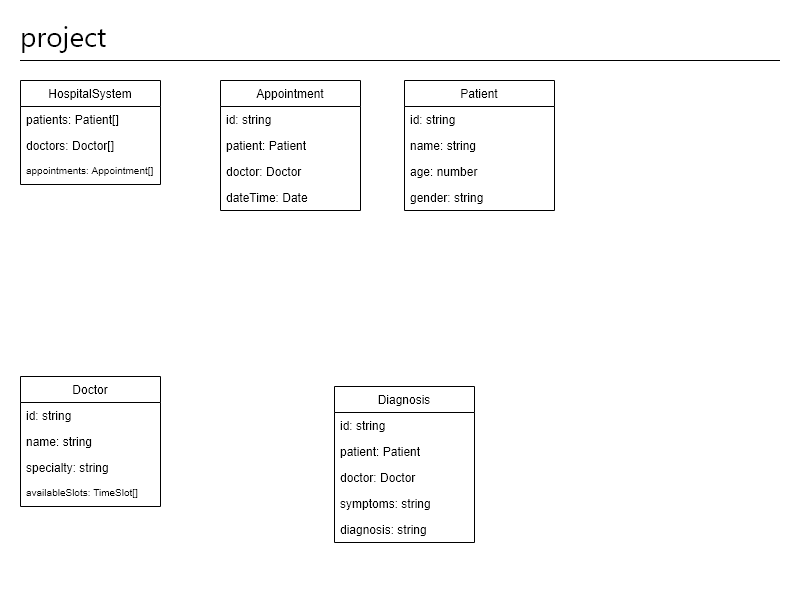 project
HospitalSystem
patients: Patient[]
doctors: Doctor[]
appointments: Appointment[]
Appointment
id: string
patient: Patient
doctor: Doctor
dateTime: Date
Patient
id: string
name: string
age: number
gender: string
Doctor
id: string
name: string
specialty: string
availableSlots: TimeSlot[]
Diagnosis
id: string
patient: Patient
doctor: Doctor
symptoms: string
diagnosis: string